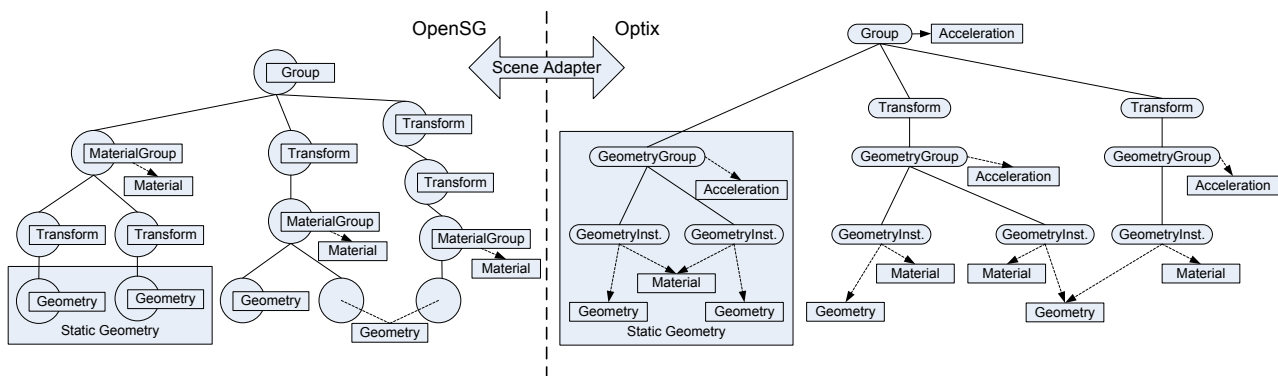 OpenSG
Optix
Scene Adapter
Group
MaterialGroup
Material
Transform
Transform
Geometry
Geometry
Static Geometry
Transform
MaterialGroup
Material
Geometry
Transform
Transform
MaterialGroup
Material
Geometry
Group
Acceleration
GeometryGroup
Acceleration
GeometryInst.
GeometryInst.
Material
Geometry
Geometry
Static Geometry
Transform
GeometryGroup
Acceleration
GeometryInst.
Material
Geometry
GeometryInst.
Material
Geometry
Transform
GeometryGroup
Acceleration
GeometryInst.
Material